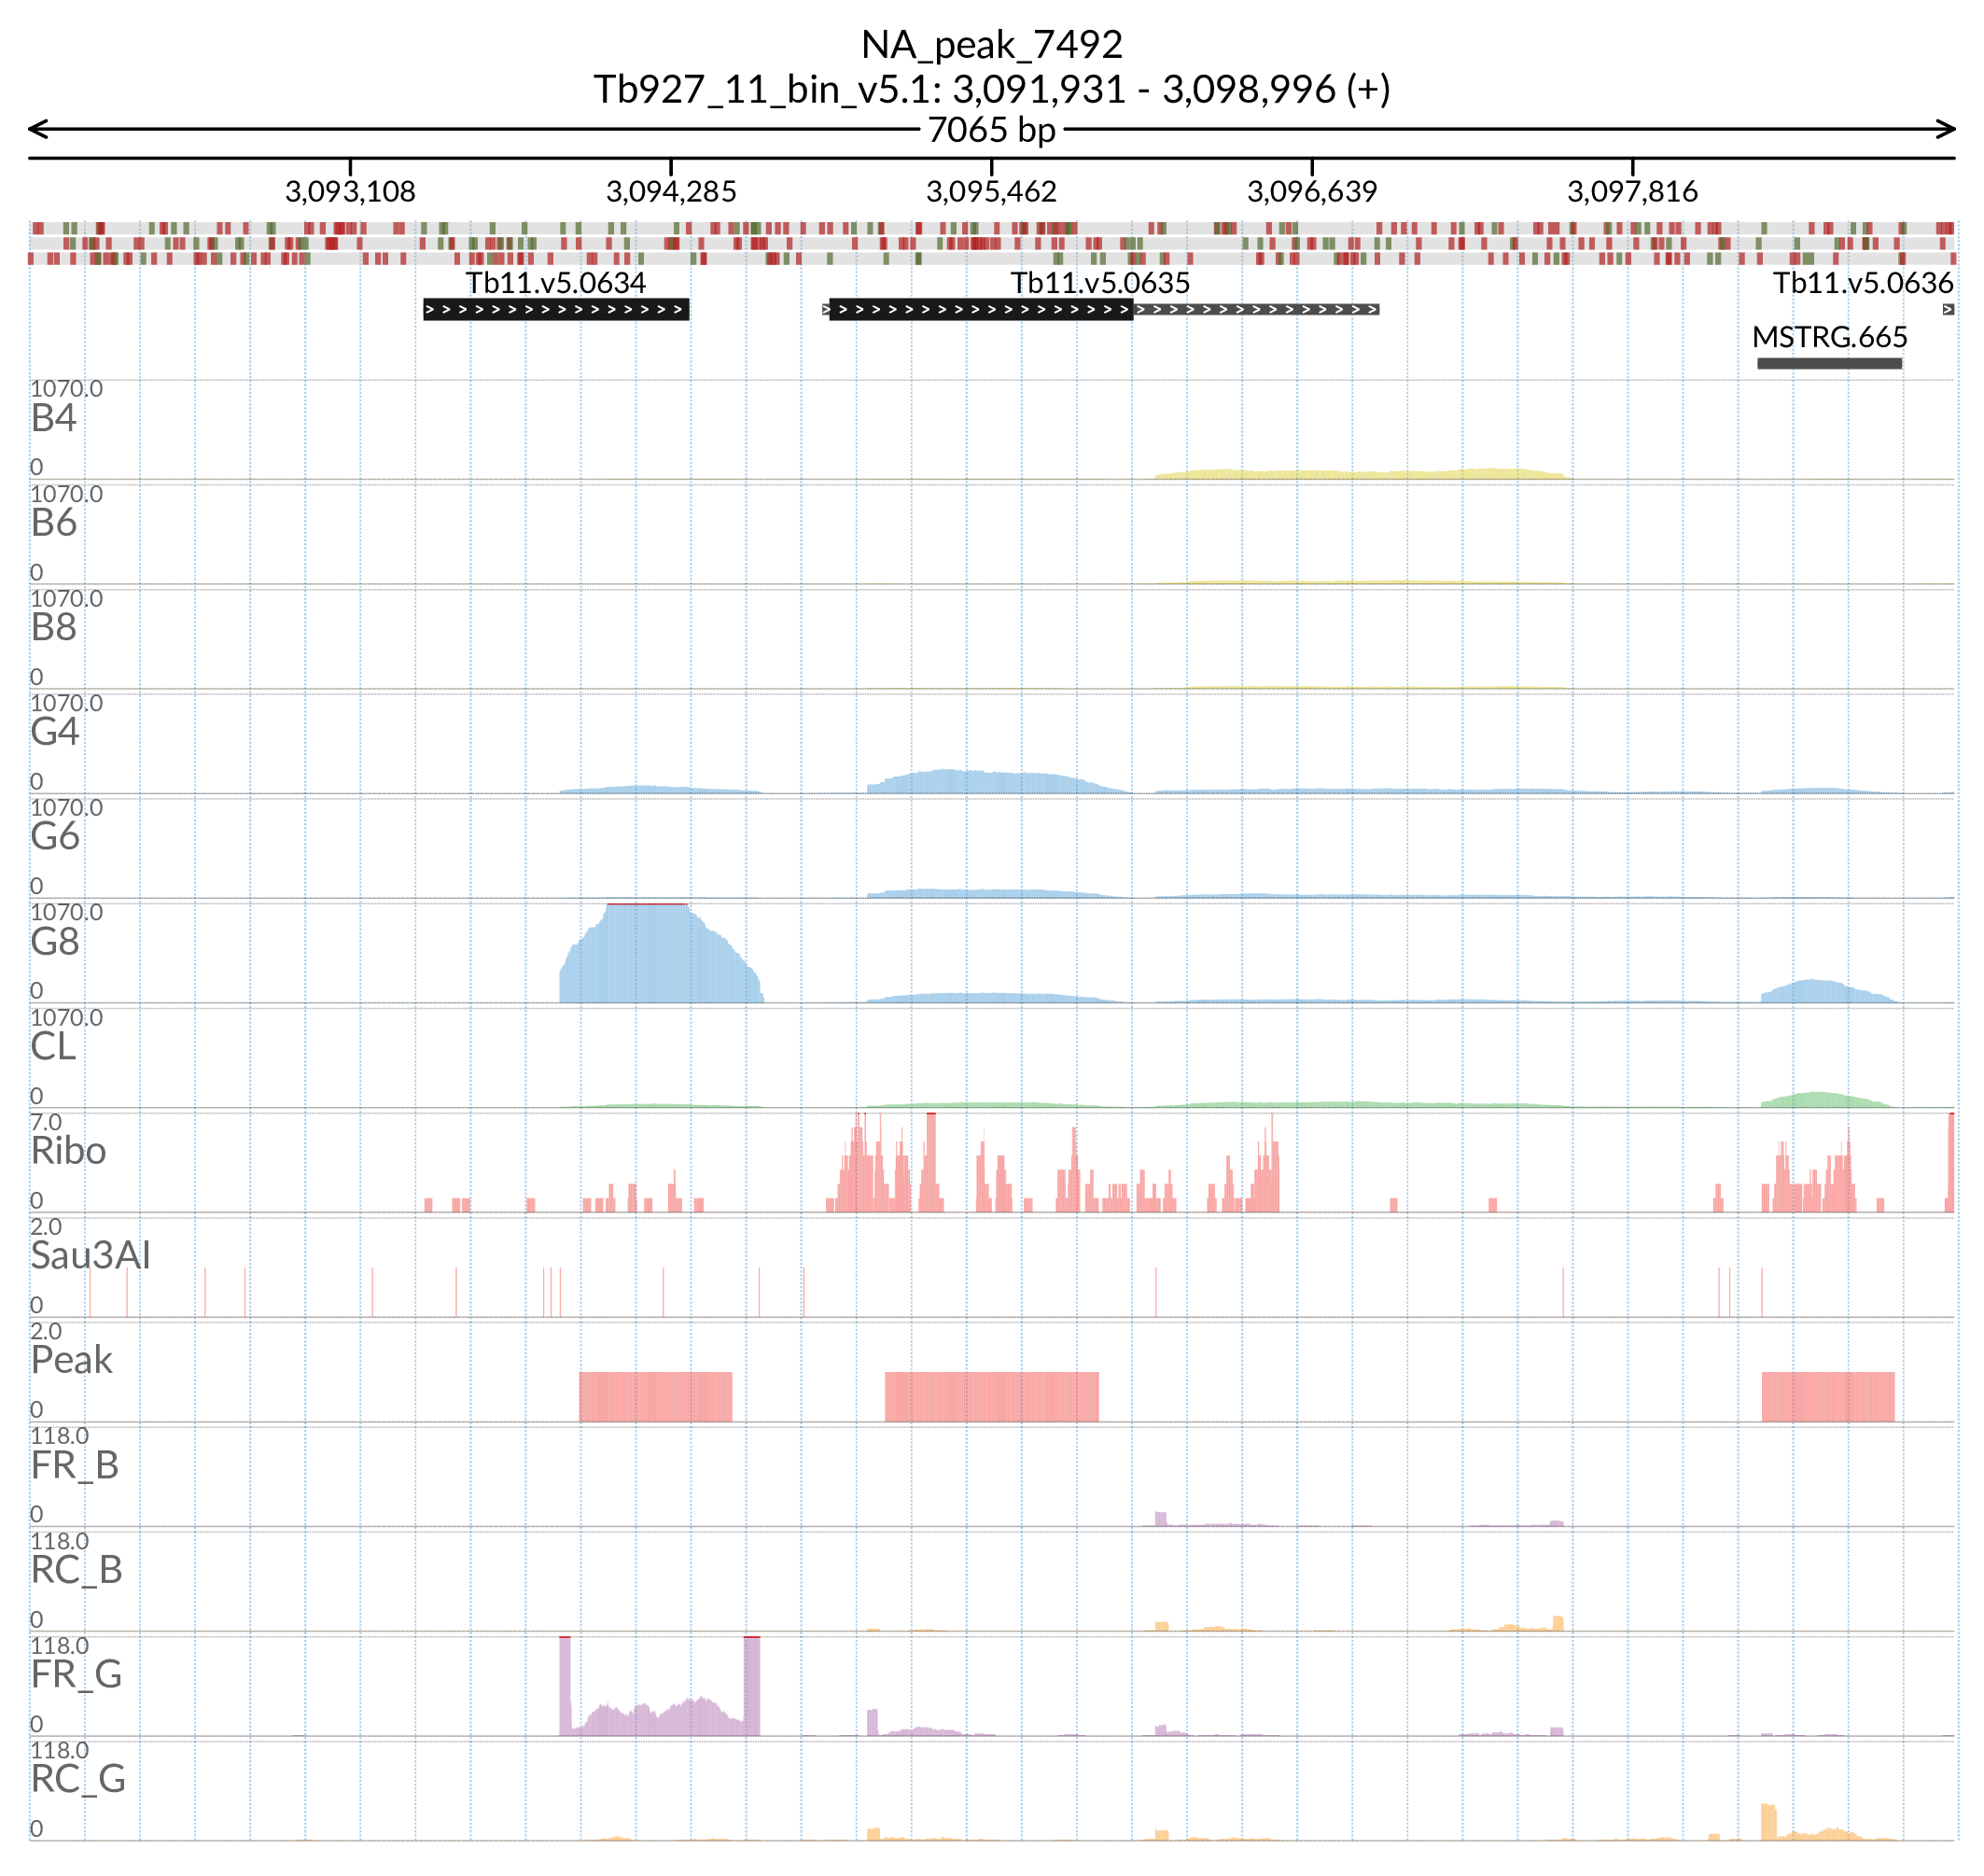 NA_peak_7492
Tb927_11_bin_v5.1: 3,091,931 - 3,098,996 (+)
7065 bp
3,093,108 3,094,285 3,095,462 3,096,639 3,097,816
Tb11.v5.0634 Tb11.v5.0635 Tb11.v5.0636
MSTRG.665
1070.0
B4
0
1070.0
B6
0
1070.0
B8
0
1070.0
G4
0
1070.0
G6
0
1070.0
G8
0
1070.0
CL
0
7.0
Ribo
0
2.0
Sau3AI
0
2.0
Peak
0
118.0
FR_B
0
118.0
RC_B
0
118.0
FR_G
0
118.0
RC_G
0